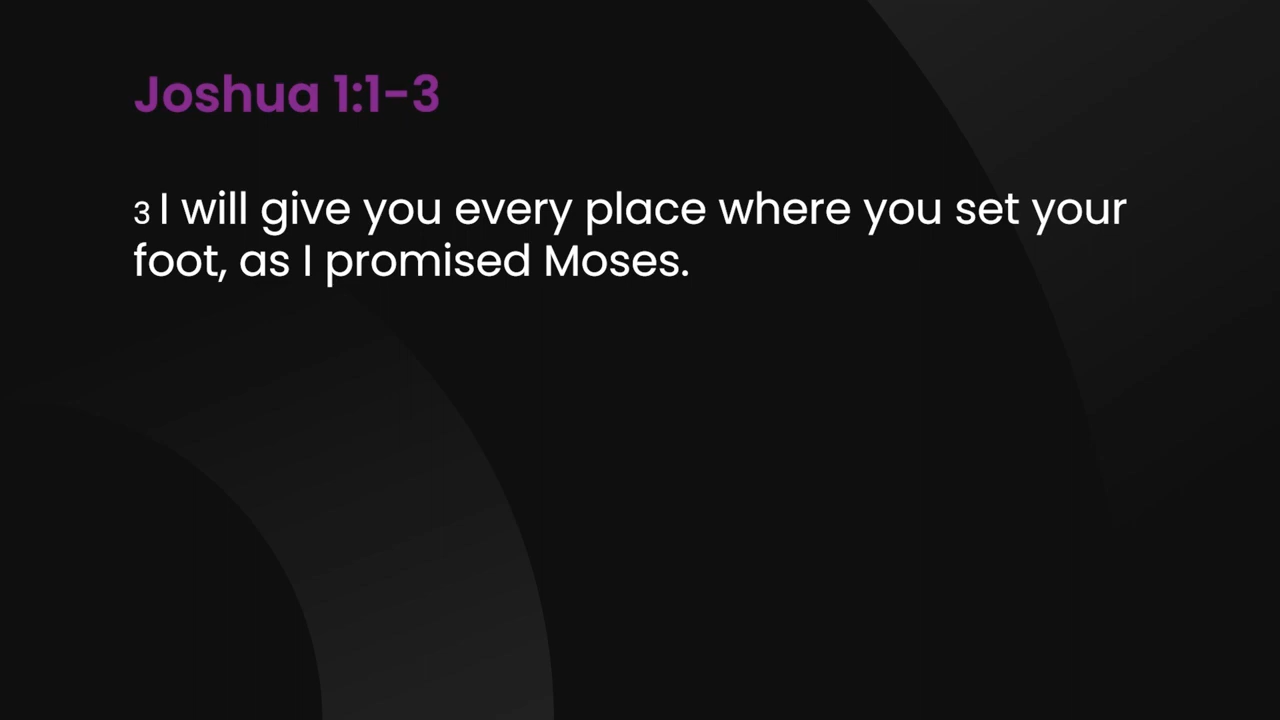 Joshua 1:1-3
3 I will give you every place where you set your
foot, as I promised Moses.